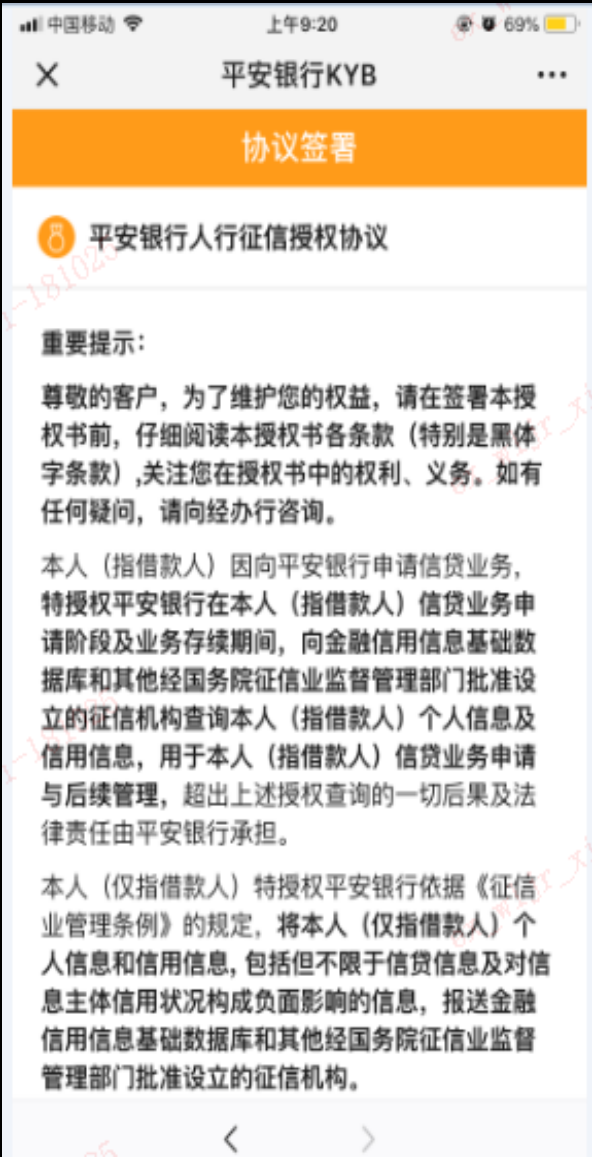 中国移动 上午9:20 69%
平安银行KYB
协议签署
平安银行人行征信授权协议
重要提示：
尊敬的客户，为了维护您的权益，请在签署本授
权书前，仔细阅读本授权书各条款（特别是黑体
字条款）,关注您在授权书中的权利、义务。如有
任何疑问，请向经办行咨询。
本人（指借款人）因向平安银行申请信贷业务，
特授权平安银行在本人（指借款人）信贷业务申
请阶段及业务存续期间，向金融信用信息基础数
据库和其他经国务院征信业监督管理部门批准设
立的征信机构查询本人（指借款人）个人信息及
信用信息，用于本人（指借款人）信贷业务申请
与后续管理，超出上述授权查询的一切后果及法
律责任由平安银行承担。
本人（仅指借款人）特授权平安银行依据《征信
业管理条例》的规定，将本人（仅指借款人）个
人信息和信用信息,包括但不限于信贷信息及对信
息主体信用状况构成负面影响的信息，报送金融
信用信息基础数据库和其他经国务院征信业监督
管理部门批准设立的征信机构。